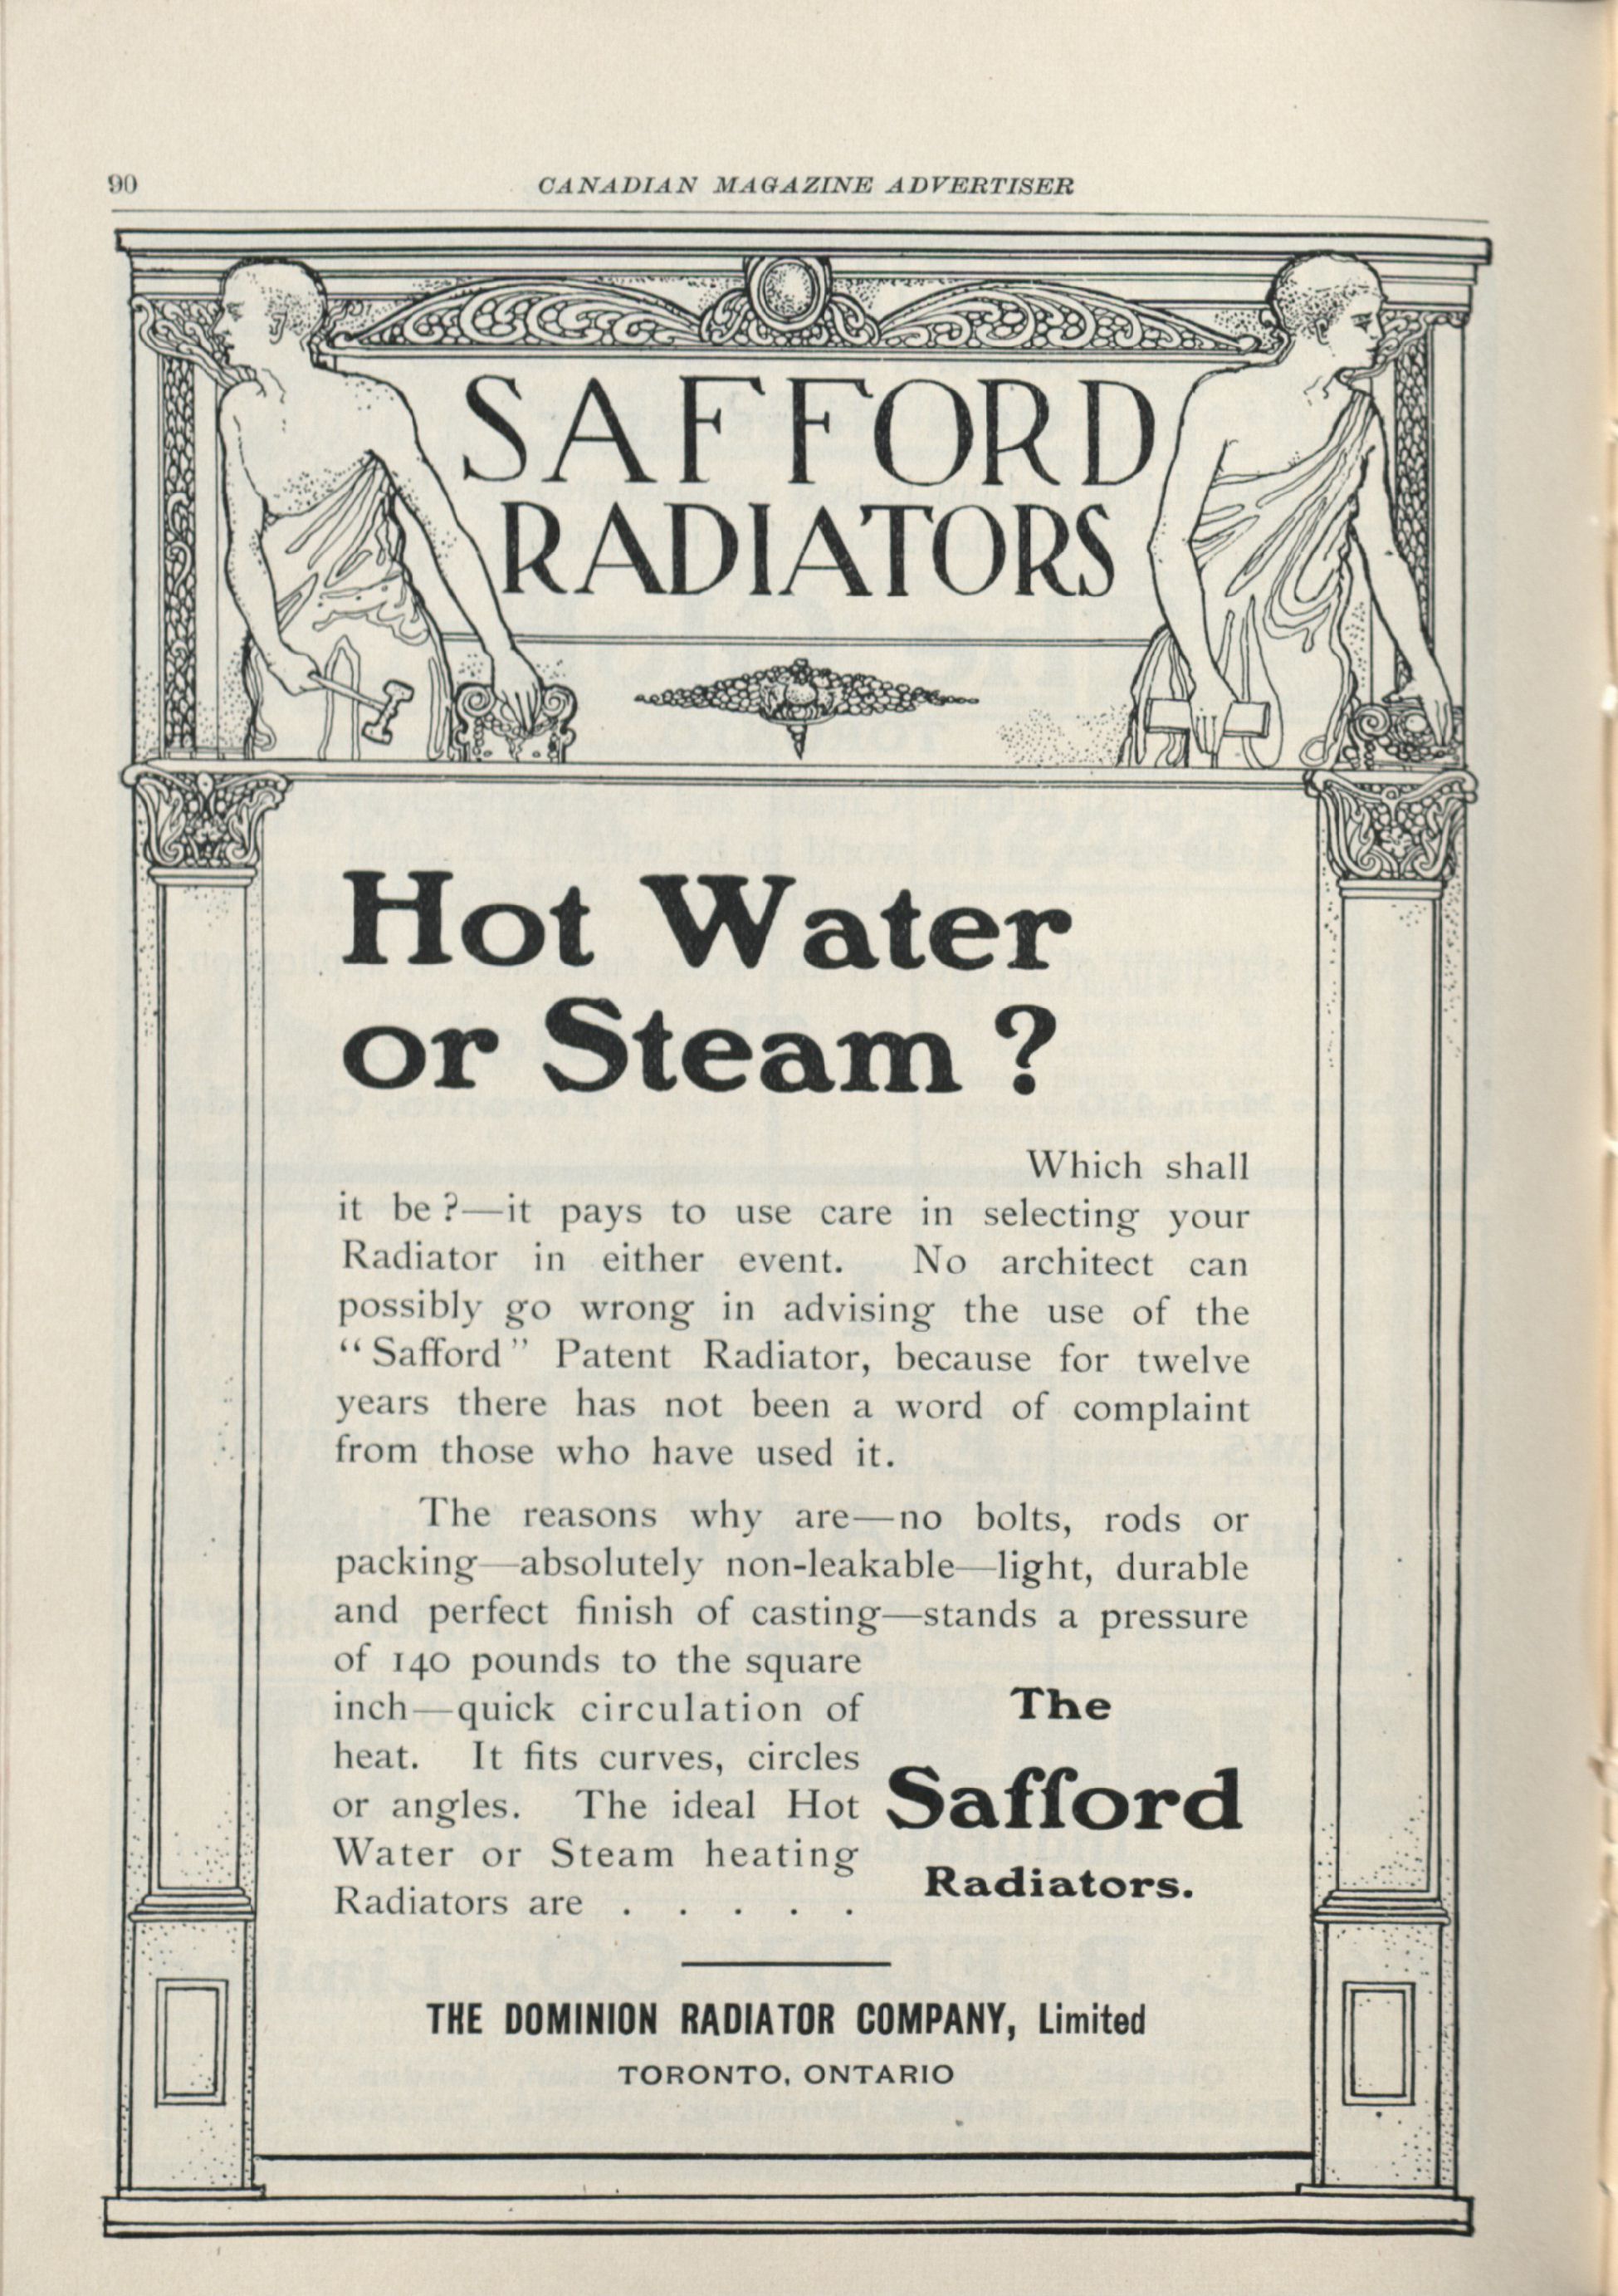 90
CANADIAN MAGAZINE ADVERTISER
SAFFORD
RADIATORS
Hot Water
or Steam ?
Which shall
it be ?—it pays to use care in selecting your
Radiator in either event. No architect can
possibly go wrong in advising the use of the
“ Safford ” Patent Radiator, because for twelve
years there has not been a word of complaint
from those who have used it.
The reasons why are—no bolts, rods or
packing—absolutely non-leakable—light, durable
and perfect finish of casting—stands a pressure
of 140 pounds to the square
inch—quick circulation of
heat. It fits curves, circles
or angles. The ideal Hot
Water or Steam heating
Radiators are . . . . .
The
Safford
Radiators.
THE DOMINION RADIATOR COMPANY, Limited
TORONTO, ONTARIO